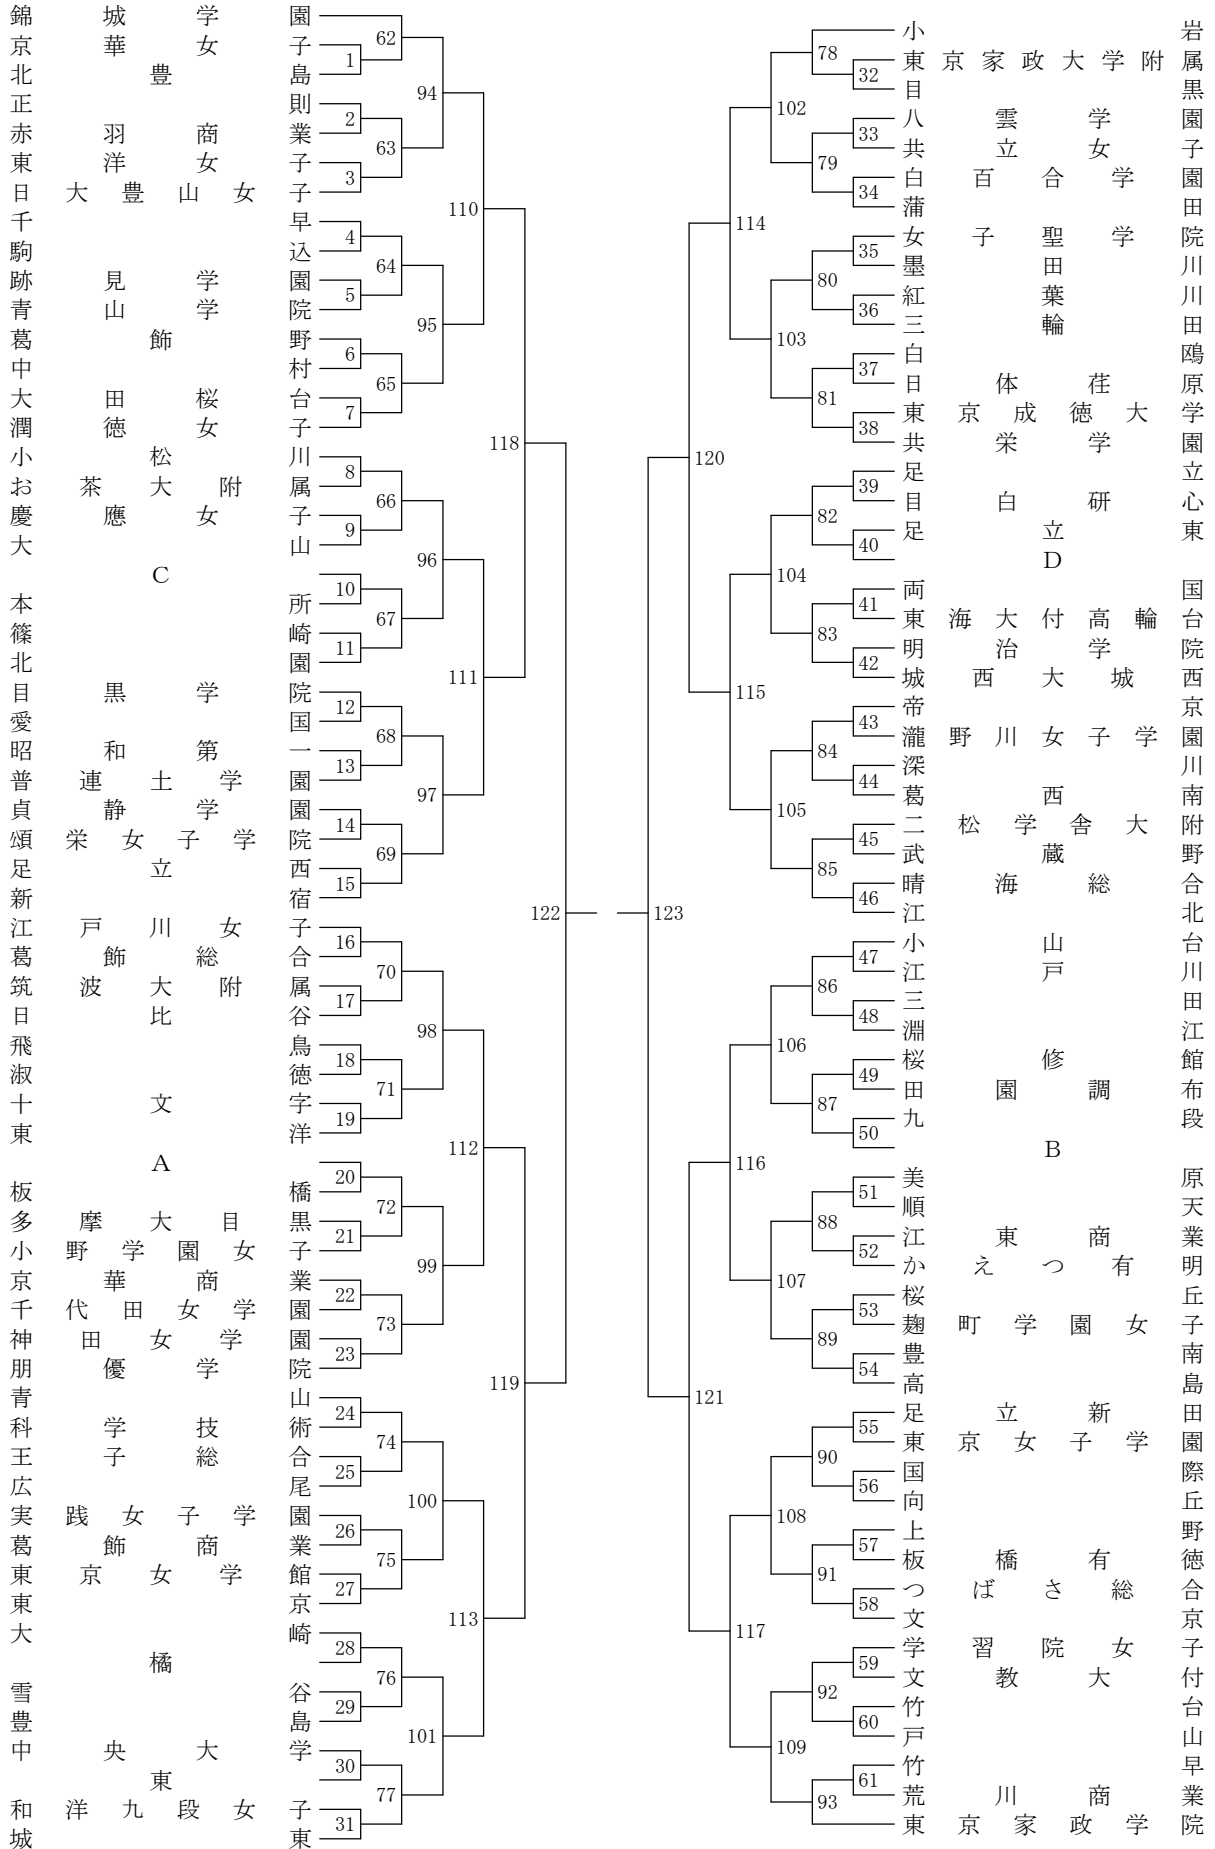 錦城学園
京華女子
北豊島
正則
赤羽商業
東洋女子
日大豊山女子
千早
駒込
跡見学園
青山学院
葛飾野
中村
大田桜台
潤徳女子
小松川
お茶大附属
慶應女子
大山
C
本所
篠崎
北園
目黒学院
愛国
昭和第一
普連土学園
貞静学園
頌栄女子学院
足立西
新宿
江戸川女子
葛飾総合
筑波大附属
日比谷
飛鳥
淑徳
十文字
東洋
A
板橋
多摩大目黒
小野学園女子
京華商業
千代田女学園
神田女学園
朋優学院
青山
科学技術
王子総合
広尾
実践女子学園
葛飾商業
東京女学館
東京
大崎
橘
雪谷
豊島
中央大学
東
和洋九段女子
城東
1
2
3
4
5
6
7
8
9
10
11
12
13
14
15
16
17
18
19
20
21
22
23
24
25
26
27
28
29
30
31
62
63
64
65
66
67
68
69
70
71
72
73
74
75
76
77
94
95
96
97
98
99
100
101
110
111
112
113
118
119
122
123
120
121
114
115
116
117
102
103
104
105
106
107
108
109
78
79
80
81
82
83
84
85
86
87
88
89
90
91
92
93
32
33
34
35
36
37
38
39
40
41
42
43
44
45
46
47
48
49
50
51
52
53
54
55
56
57
58
59
60
61
小岩
東京家政大学附属
目黒
八雲学園
共立女子
白百合学園
蒲田
女子聖学院
墨田川
紅葉川
三輪田
白鴎
日体荏原
東京成徳大学
共栄学園
足立
目白研心
足立東
D
両国
東海大付高輪台
明治学院
城西大城西
帝京
瀧野川女子学園
深川
葛西南
二松学舎大附
武蔵野
晴海総合
江北
小山台
江戸川
三田
淵江
桜修館
田園調布
九段
B
美原
順天
江東商業
かえつ有明
桜丘
麹町学園女子
豊南
高島
足立新田
東京女子学園
国際
向丘
上野
板橋有徳
つばさ総合
文京
学習院女子
文教大付
竹台
戸山
竹早
荒川商業
東京家政学院